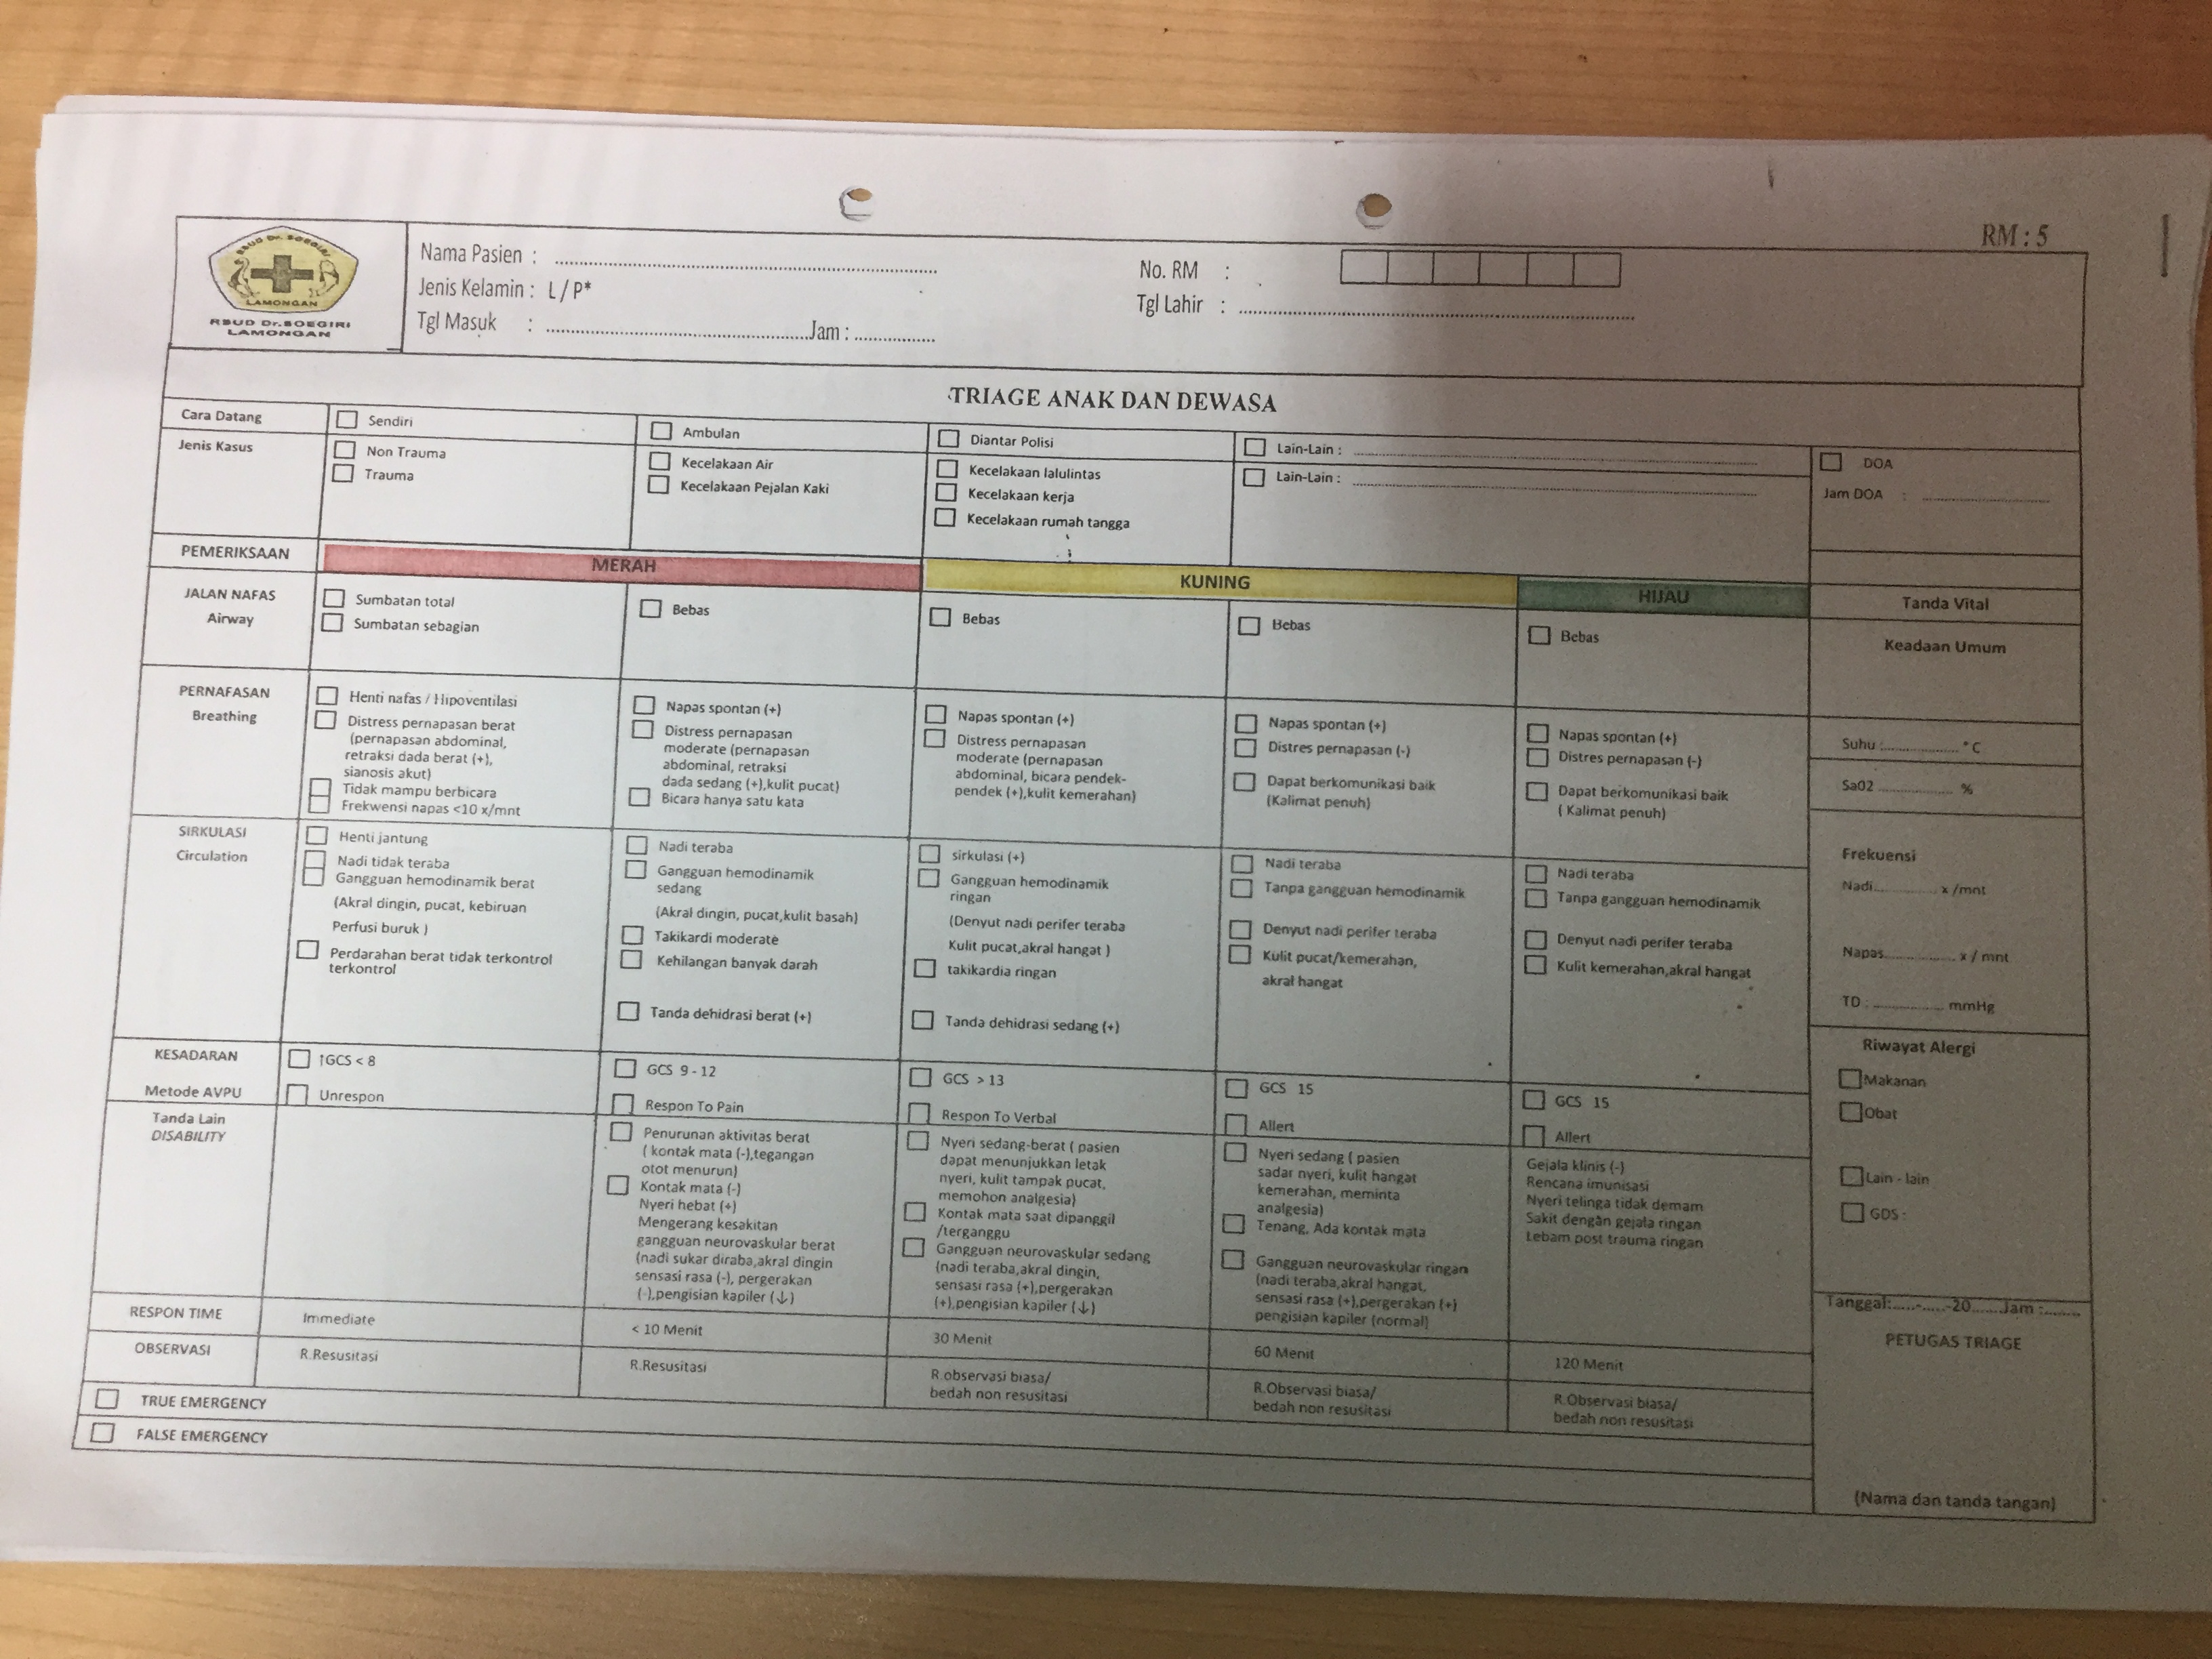 RM : 5
RSUD Dr. SOEGIRI
LAMONGAN
RSUD Dr.SOEGIRI
LAMONGAN
Nama Pasien :
No. RM :
Jenis Kelamin : L / P*
Tgl Lahir :
Tgl Masuk :
Jam :
TRIAGE ANAK DAN DEWASA
Cara Datang
Sendiri
Ambulan
Diantar Polisi
Lain-Lain :
DOA
Jenis Kasus
Non Trauma
Trauma
Kecelakaan Air
Kecelakaan Pejalan Kaki
Kecelakaan lalulintas
Kecelakaan kerja
Kecelakaan rumah tangga
Lain-Lain :
Jam DOA :
PEMERIKSAAN
MERAH
KUNING
HIJAU
Tanda Vital
JALAN NAFAS
Airway
Sumbatan total
Sumbatan sebagian
Bebas
Bebas
Bebas
Bebas
Keadaan Umum
PERNAFASAN
Breathing
Henti nafas / Hipoventilasi
Distress pernapasan berat
(pernapasan abdominal,
retraksi dada berat (+),
sianosis akut)
Tidak mampu berbicara
Frekwensi napas <10 x/mnt
Napas spontan (+)
Distress pernapasan
moderate (pernapasan
abdominal, retraksi
dada sedang (+),kulit pucat)
Bicara hanya satu kata
Napas spontan (+)
Distress pernapasan
moderate (pernapasan
abdominal, bicara pendek-
pendek (+),kulit kemerahan)
Napas spontan (+)
Distres pernapasan (-)
Dapat berkomunikasi baik
(Kalimat penuh)
Napas spontan (+)
Distres pernapasan (-)
Dapat berkomunikasi baik
( Kalimat penuh)
Suhu : °C
Sa02 %
SIRKULASI
Circulation
Henti jantung
Nadi tidak teraba
Gangguan hemodinamik berat
(Akral dingin, pucat, kebiruan
Perfusi buruk )
Perdarahan berat tidak terkontrol
terkontrol
Nadi teraba
Gangguan hemodinamik
sedang
(Akral dingin, pucat,kulit basah)
Takikardi moderate
Kehilangan banyak darah
Tanda dehidrasi berat (+)
sirkulasi (+)
Gangguan hemodinamik
ringan
(Denyut nadi perifer teraba
Kulit pucat,akral hangat )
takikardia ringan
Tanda dehidrasi sedang (+)
Nadi teraba
Tanpa gangguan hemodinamik
Denyut nadi perifer teraba
Kulit pucat/kemerahan,
akral hangat
Nadi teraba
Tanpa gangguan hemodinamik
Denyut nadi perifer teraba
Kulit kemerahan,akral hangat
Frekuensi
Nadi x /mnt
Napas x / mnt
TD : mmHg
KESADARAN
Metode AVPU
Tanda Lain
DISABILITY
GCS < 8
Unrespon
GCS 9 - 12
Respon To Pain
Penurunan aktivitas berat
( kontak mata (-),tegangan
otot menurun)
Kontak mata (-)
Nyeri hebat (+)
Mengerang kesakitan
gangguan neurovaskular berat
(nadi sukar diraba,akral dingin
sensasi rasa (-), pergerakan
(-),pengisian kapiler (↓)
GCS > 13
Respon To Verbal
Nyeri sedang-berat ( pasien
dapat menunjukkan letak
nyeri, kulit tampak pucat,
memohon analgesia)
Kontak mata saat dipanggil
/terganggu
Gangguan neurovaskular sedang
(nadi teraba,akral dingin,
sensasi rasa (+),pergerakan
(+),pengisian kapiler (↓)
GCS 15
Allert
Nyeri sedang ( pasien
sadar nyeri, kulit hangat
kemerahan, meminta
analgesia)
Tenang, Ada kontak mata
Gangguan neurovaskular ringan
(nadi teraba,akral hangat,
sensasi rasa (+),pergerakan (+)
pengisian kapiler (normal)
GCS 15
Allert
Gejala klinis (-)
Rencana imunisasi
Nyeri telinga tidak demam
Sakit dengan gejala ringan
Lebam post trauma ringan
Riwayat Alergi
Makanan
Obat
Lain - lain
GDS :
RESPON TIME
Immediate
< 10 Menit
30 Menit
60 Menit
120 Menit
OBSERVASI
R.Resusitasi
R.Resusitasi
R.observasi biasa/
bedah non resusitasi
R.Observasi biasa/
bedah non resusitasi
R.Observasi biasa/
bedah non resusitasi
TRUE EMERGENCY
FALSE EMERGENCY
Tanggal:......-......-20......Jam :.........
PETUGAS TRIAGE
(Nama dan tanda tangan)